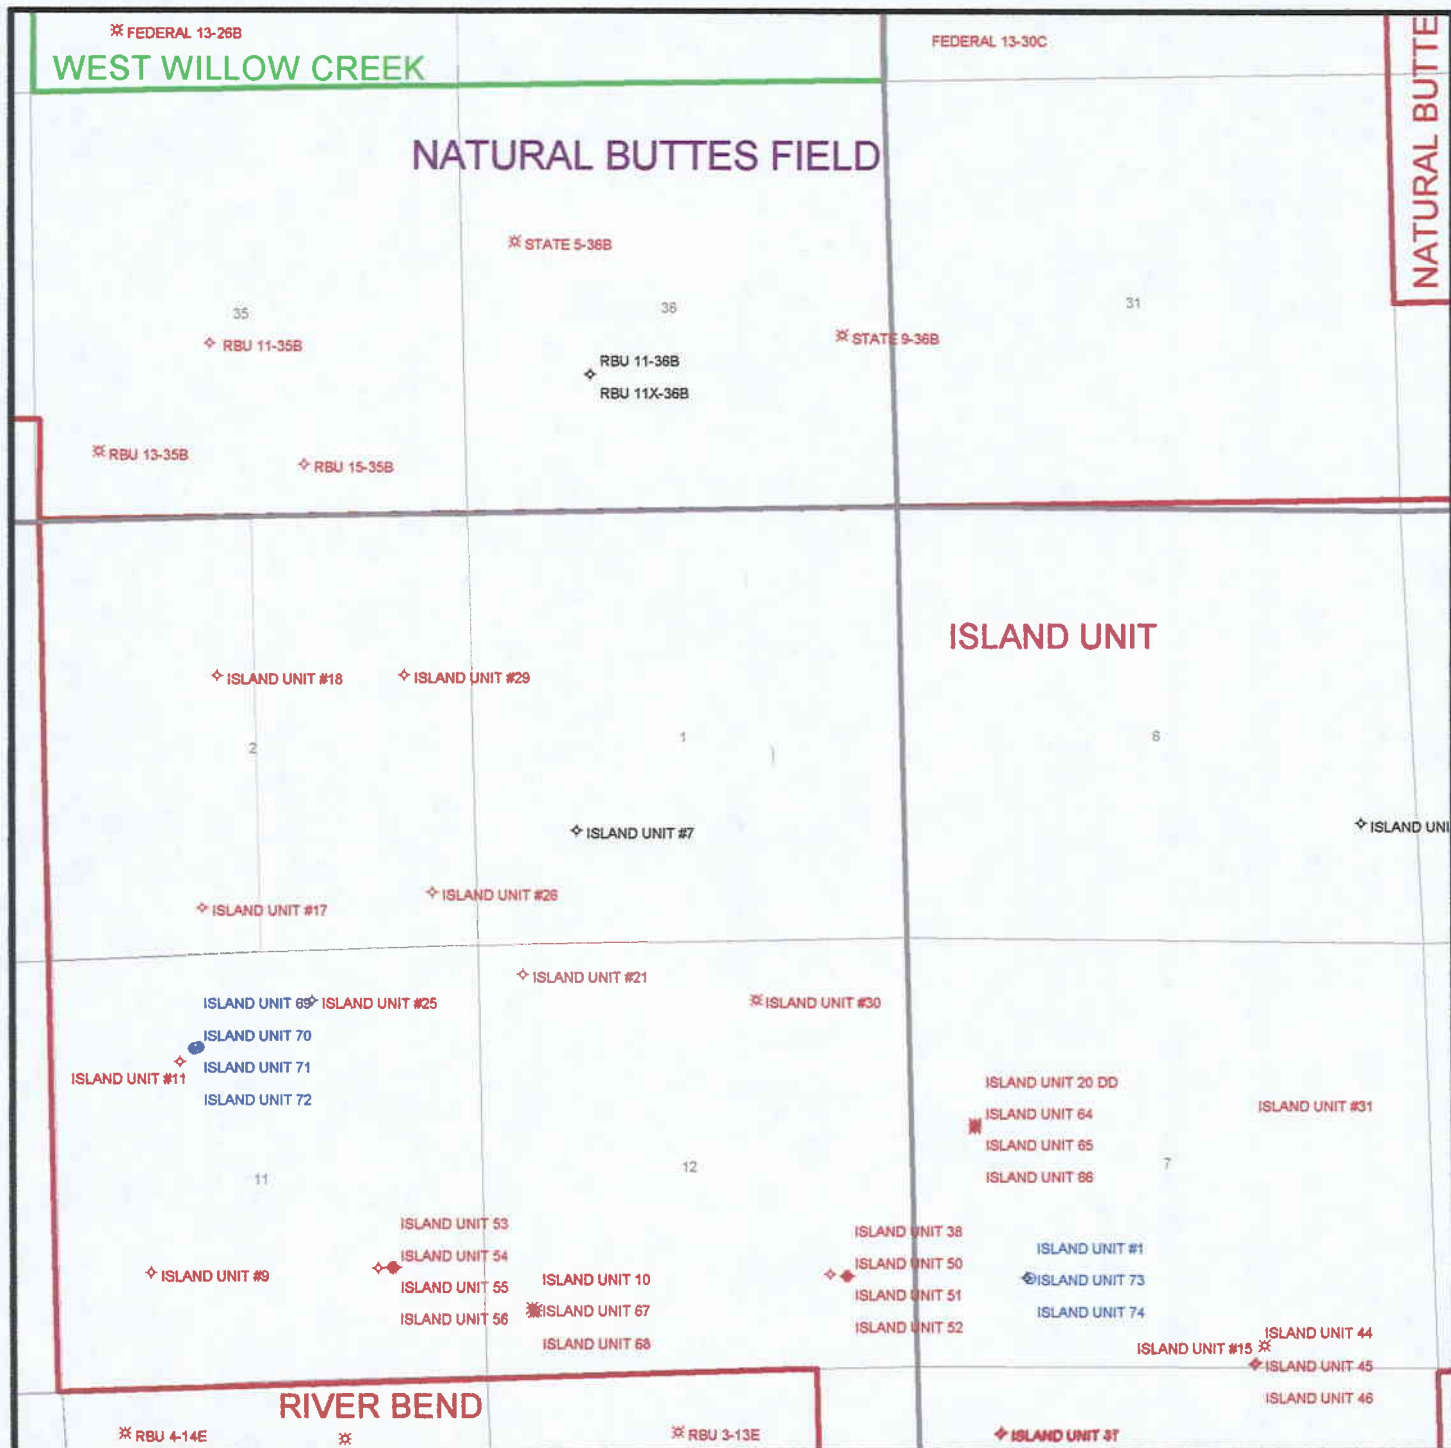 FEDERAL 13-26B
WEST WILLOW CREEK
FEDERAL 13-30C
NATURAL BUTTE
NATURAL BUTTES FIELD
STATE 5-36B
35
36
31
RBU 11-35B
STATE 9-36B
RBU 11-36B
RBU 11X-36B
RBU 13-35B
RBU 15-35B
ISLAND UNIT
ISLAND UNIT #18
ISLAND UNIT #29
2
1
6
ISLAND UNIT #7
ISLAND UNI
ISLAND UNIT #17
ISLAND UNIT #26
ISLAND UNIT #21
ISLAND UNIT #30
ISLAND UNIT 69
ISLAND UNIT #25
ISLAND UNIT 70
ISLAND UNIT 71
ISLAND UNIT #11
ISLAND UNIT 72
ISLAND UNIT 20 DD
ISLAND UNIT 64
ISLAND UNIT 65
ISLAND UNIT 66
ISLAND UNIT #31
11
12
7
ISLAND UNIT 53
ISLAND UNIT 54
ISLAND UNIT 55
ISLAND UNIT 56
ISLAND UNIT #9
ISLAND UNIT 10
ISLAND UNIT 67
ISLAND UNIT 68
ISLAND UNIT 38
ISLAND UNIT 50
ISLAND UNIT 51
ISLAND UNIT 52
ISLAND UNIT #1
ISLAND UNIT 73
ISLAND UNIT 74
ISLAND UNIT #15
ISLAND UNIT 44
ISLAND UNIT 45
ISLAND UNIT 46
RIVER BEND
RBU 4-14E
RBU 3-13E
ISLAND UNIT